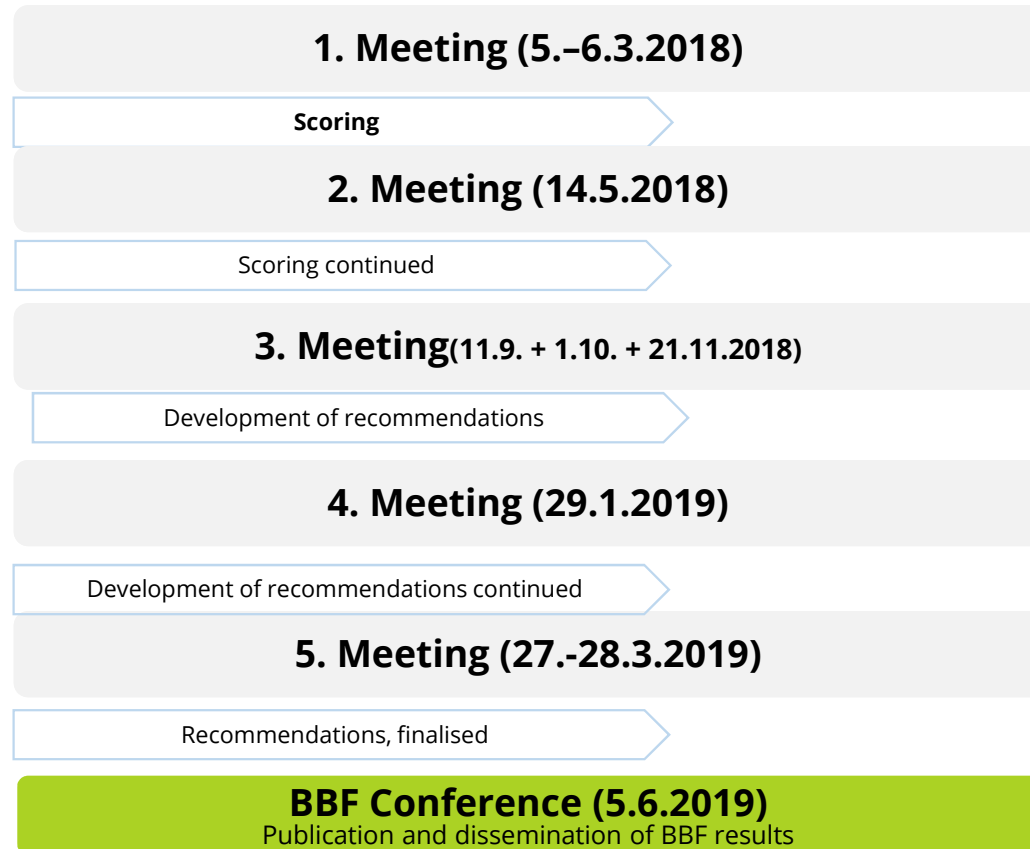 1. Meeting (5.–6.3.2018)
Scoring
2. Meeting (14.5.2018)
Scoring continued
3. Meeting(11.9. + 1.10. + 21.11.2018)
Development of recommendations
4. Meeting (29.1.2019)
Development of recommendations continued
5. Meeting (27.-28.3.2019)
Recommendations, finalised
BBF Conference (5.6.2019)
Publication and dissemination of BBF results